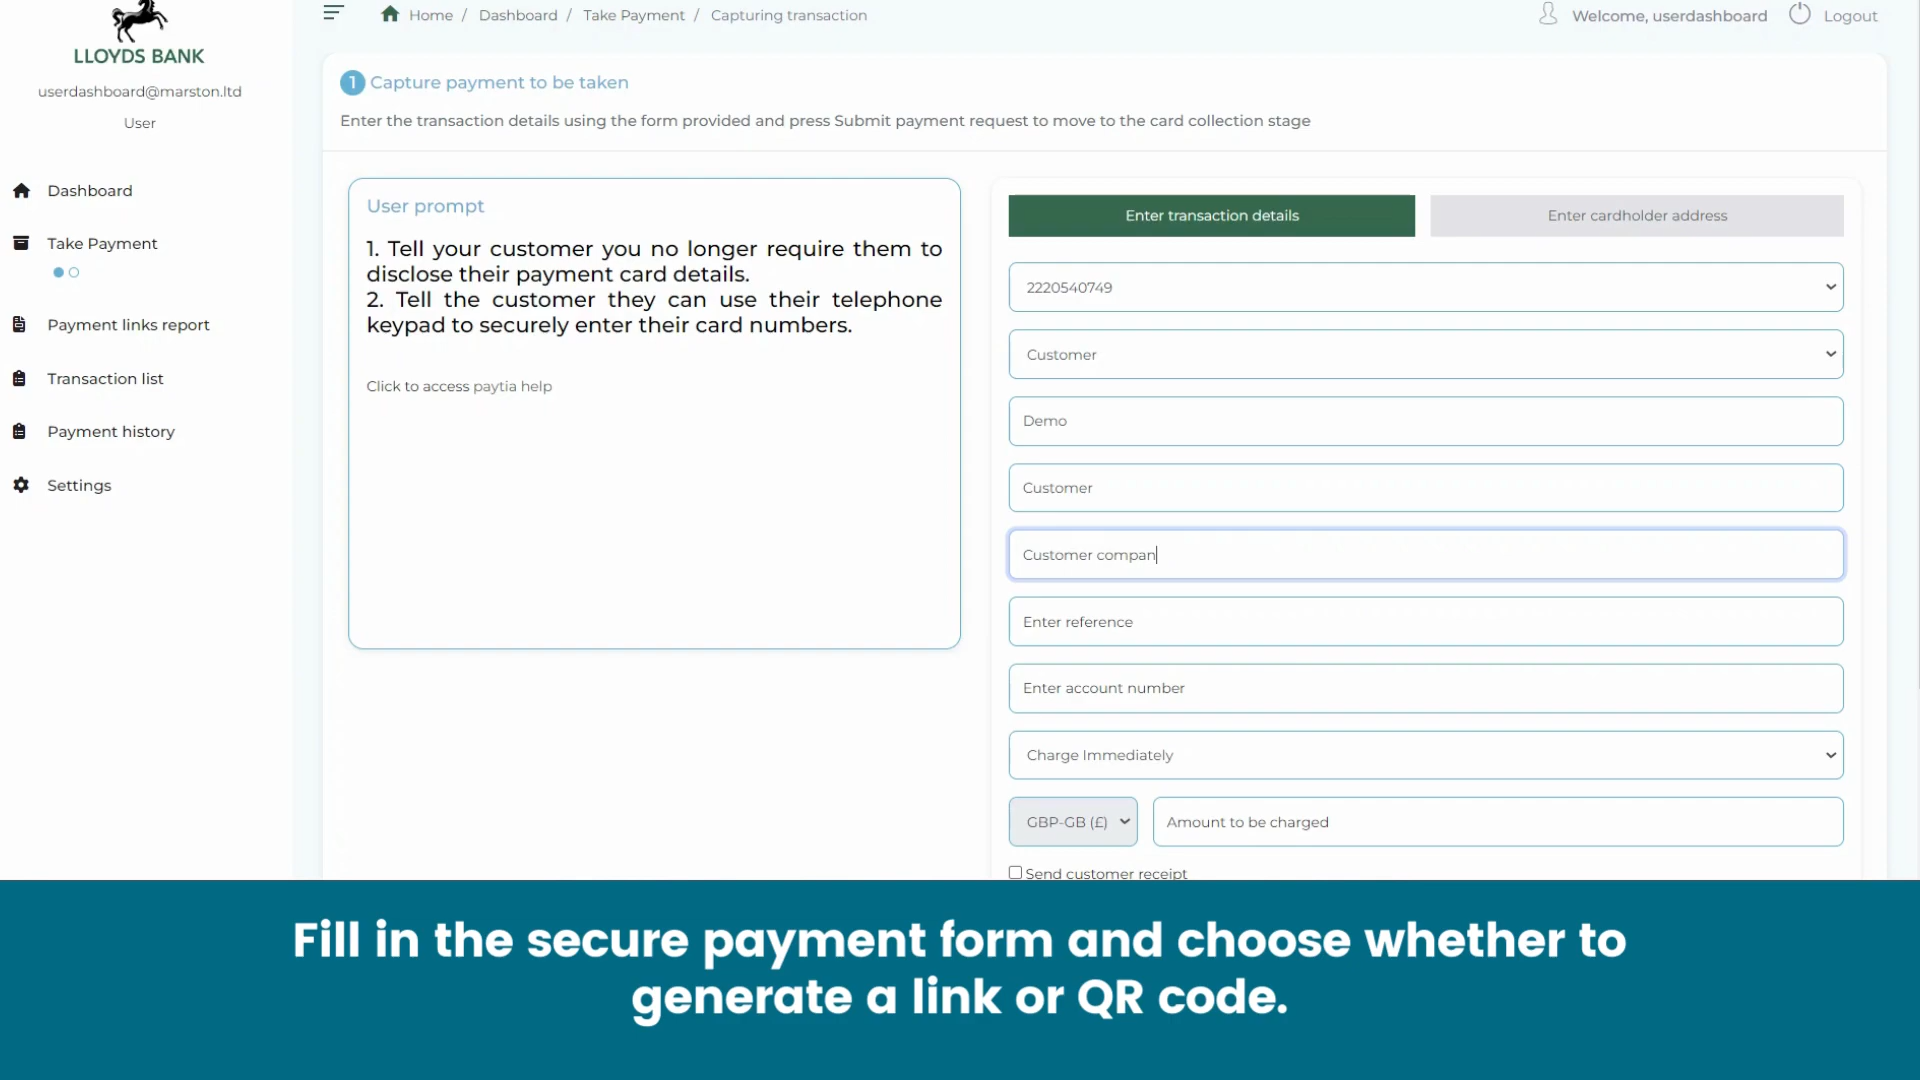 LLOYDS BANK
userdashboard@marston.ltd
User
Dashboard
Take Payment
Payment links report
Transaction list
Payment history
Settings
Home / Dashboard / Take Payment / Capturing transaction
Welcome, userdashboard
Logout
1 Capture payment to be taken
Enter the transaction details using the form provided and press Submit payment request to move to the card collection stage
User prompt
1. Tell your customer you no longer require them to
disclose their payment card details.
2. Tell the customer they can use their telephone
keypad to securely enter their card numbers.
Click to access paytia help
Enter transaction details
Enter cardholder address
2220540749
Customer
Demo
Customer
Customer compan
Enter reference
Enter account number
Charge Immediately
GBP-GB (£)
Amount to be charged
Send customer receipt
Fill in the secure payment form and choose whether to
generate a link or QR code.